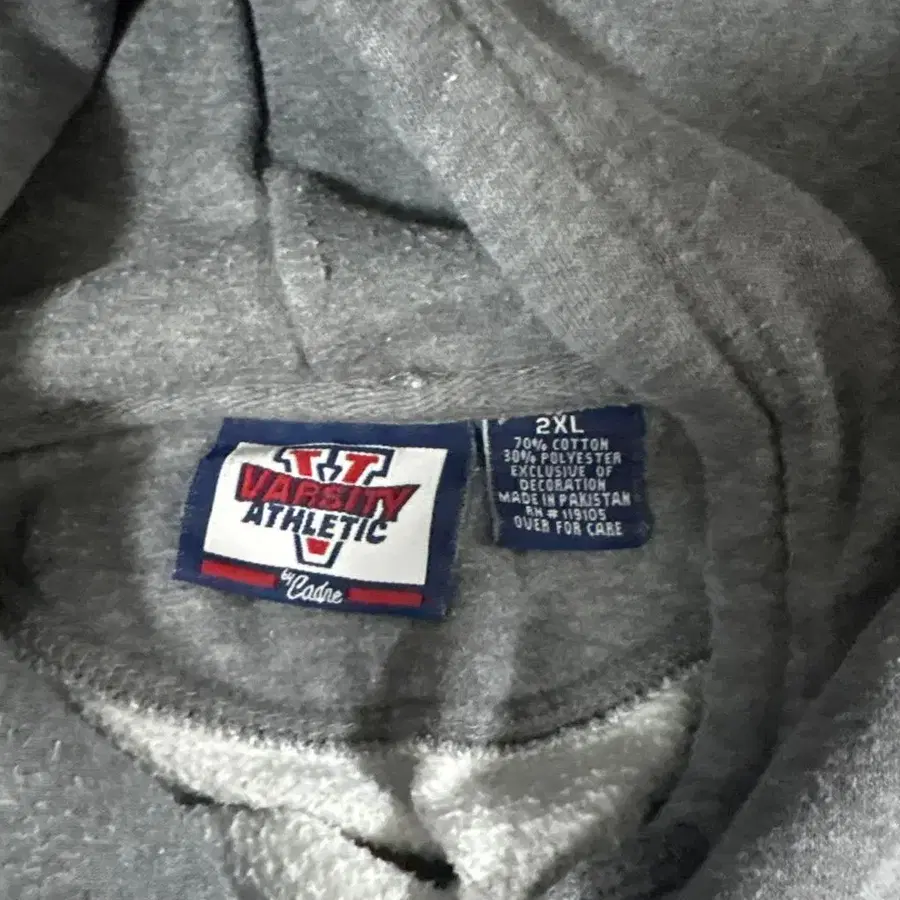 V
VARSITY
ATHLETIC
by Cadre
2XL
70% COTTON
30% POLYESTER
EXCLUSIVE OF
DECORATION
MADE IN PAKISTAN
RN # 119105
OVER FOR CARE